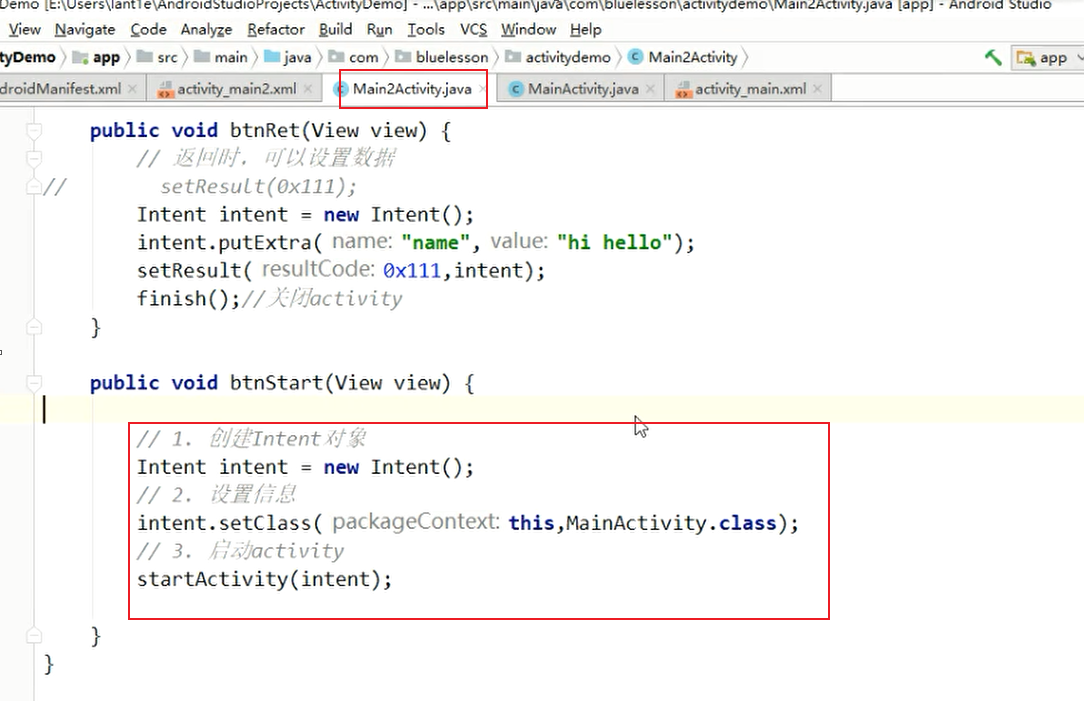 Demo [E:\Users\lant1e\AndroidStudioProjects\ActivityDemo] - ...\app\src\main\java\com\bluelesson\activitydemo\Main2Activity.java [app] - Android Studio
View Navigate Code Analyze Refactor Build Run Tools VCS Window Help
tyDemo app src main java com bluelesson activitydemo Main2Activity app
droidManifest.xml activity_main2.xml Main2Activity.java MainActivity.java activity_main.xml
public void btnRet(View view) {
// 返回时，可以设置数据
// setResult(0x111);
Intent intent = new Intent();
intent.putExtra( name: "name", value: "hi hello");
setResult( resultCode: 0x111,intent);
finish();//关闭activity
}
public void btnStart(View view) {
// 1. 创建Intent对象
Intent intent = new Intent();
// 2. 设置信息
intent.setClass( packageContext: this,MainActivity.class);
// 3. 启动activity
startActivity(intent);
}
}